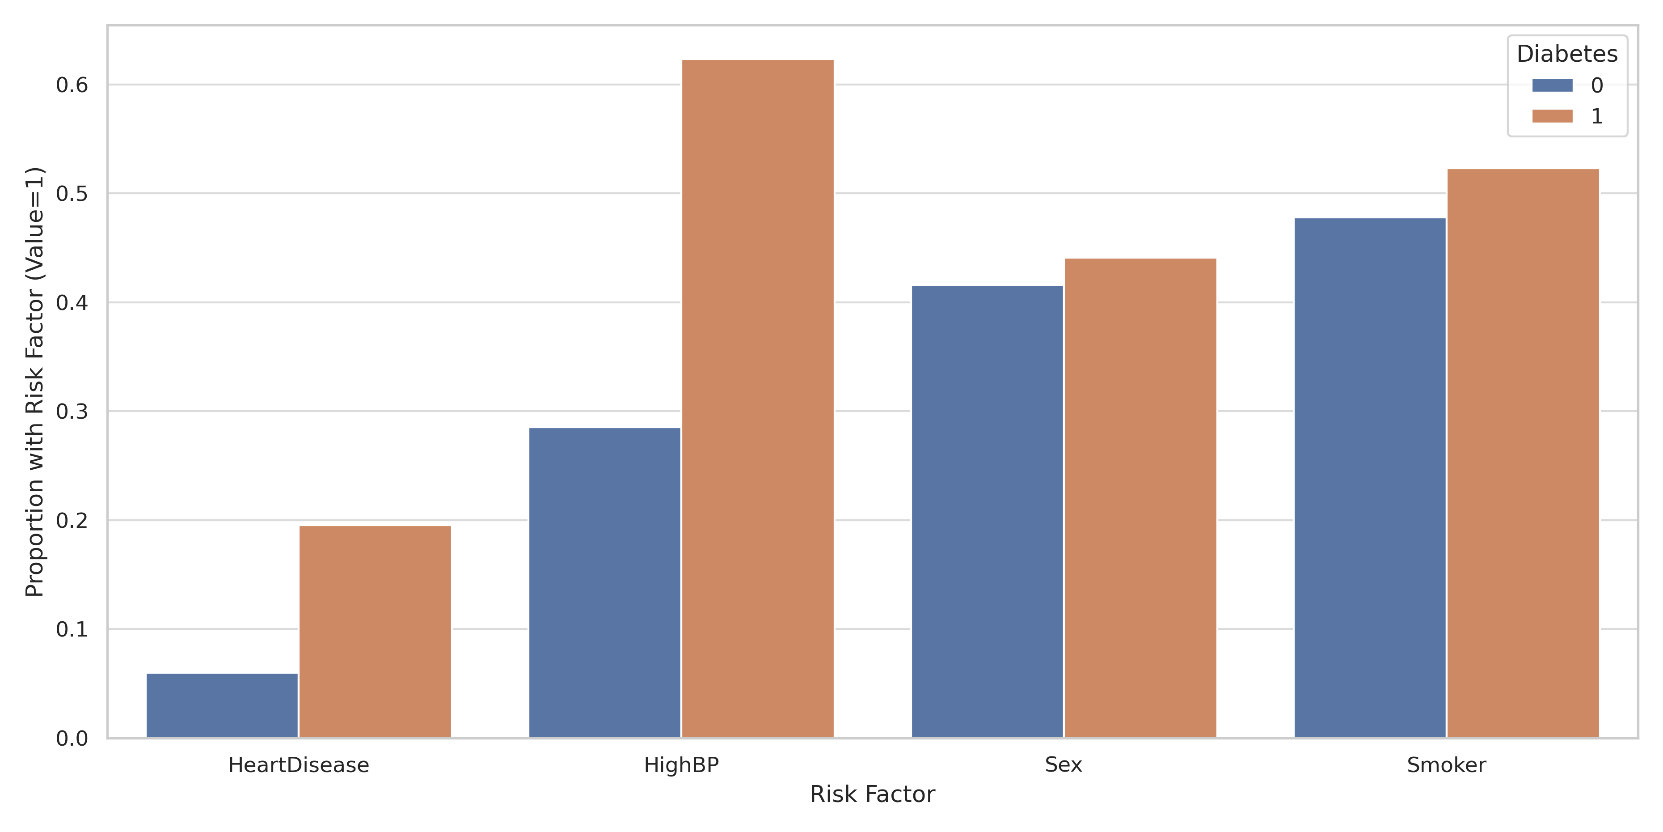 Diabetes
0
1
Proportion with Risk Factor (Value=1)
0.6
0.5
0.4
0.3
0.2
0.1
0.0
HeartDisease
HighBP
Sex
Smoker
Risk Factor